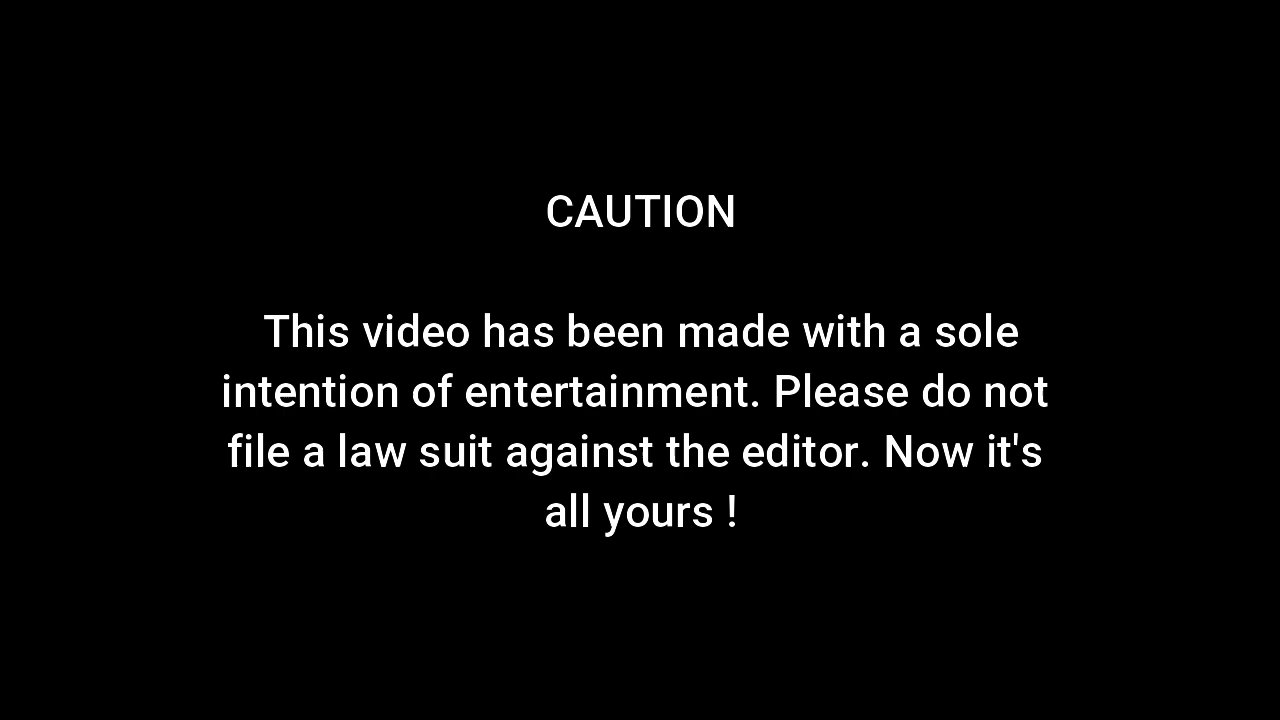 CAUTION
This video has been made with a sole
intention of entertainment. Please do not
file a law suit against the editor. Now it's
all yours !